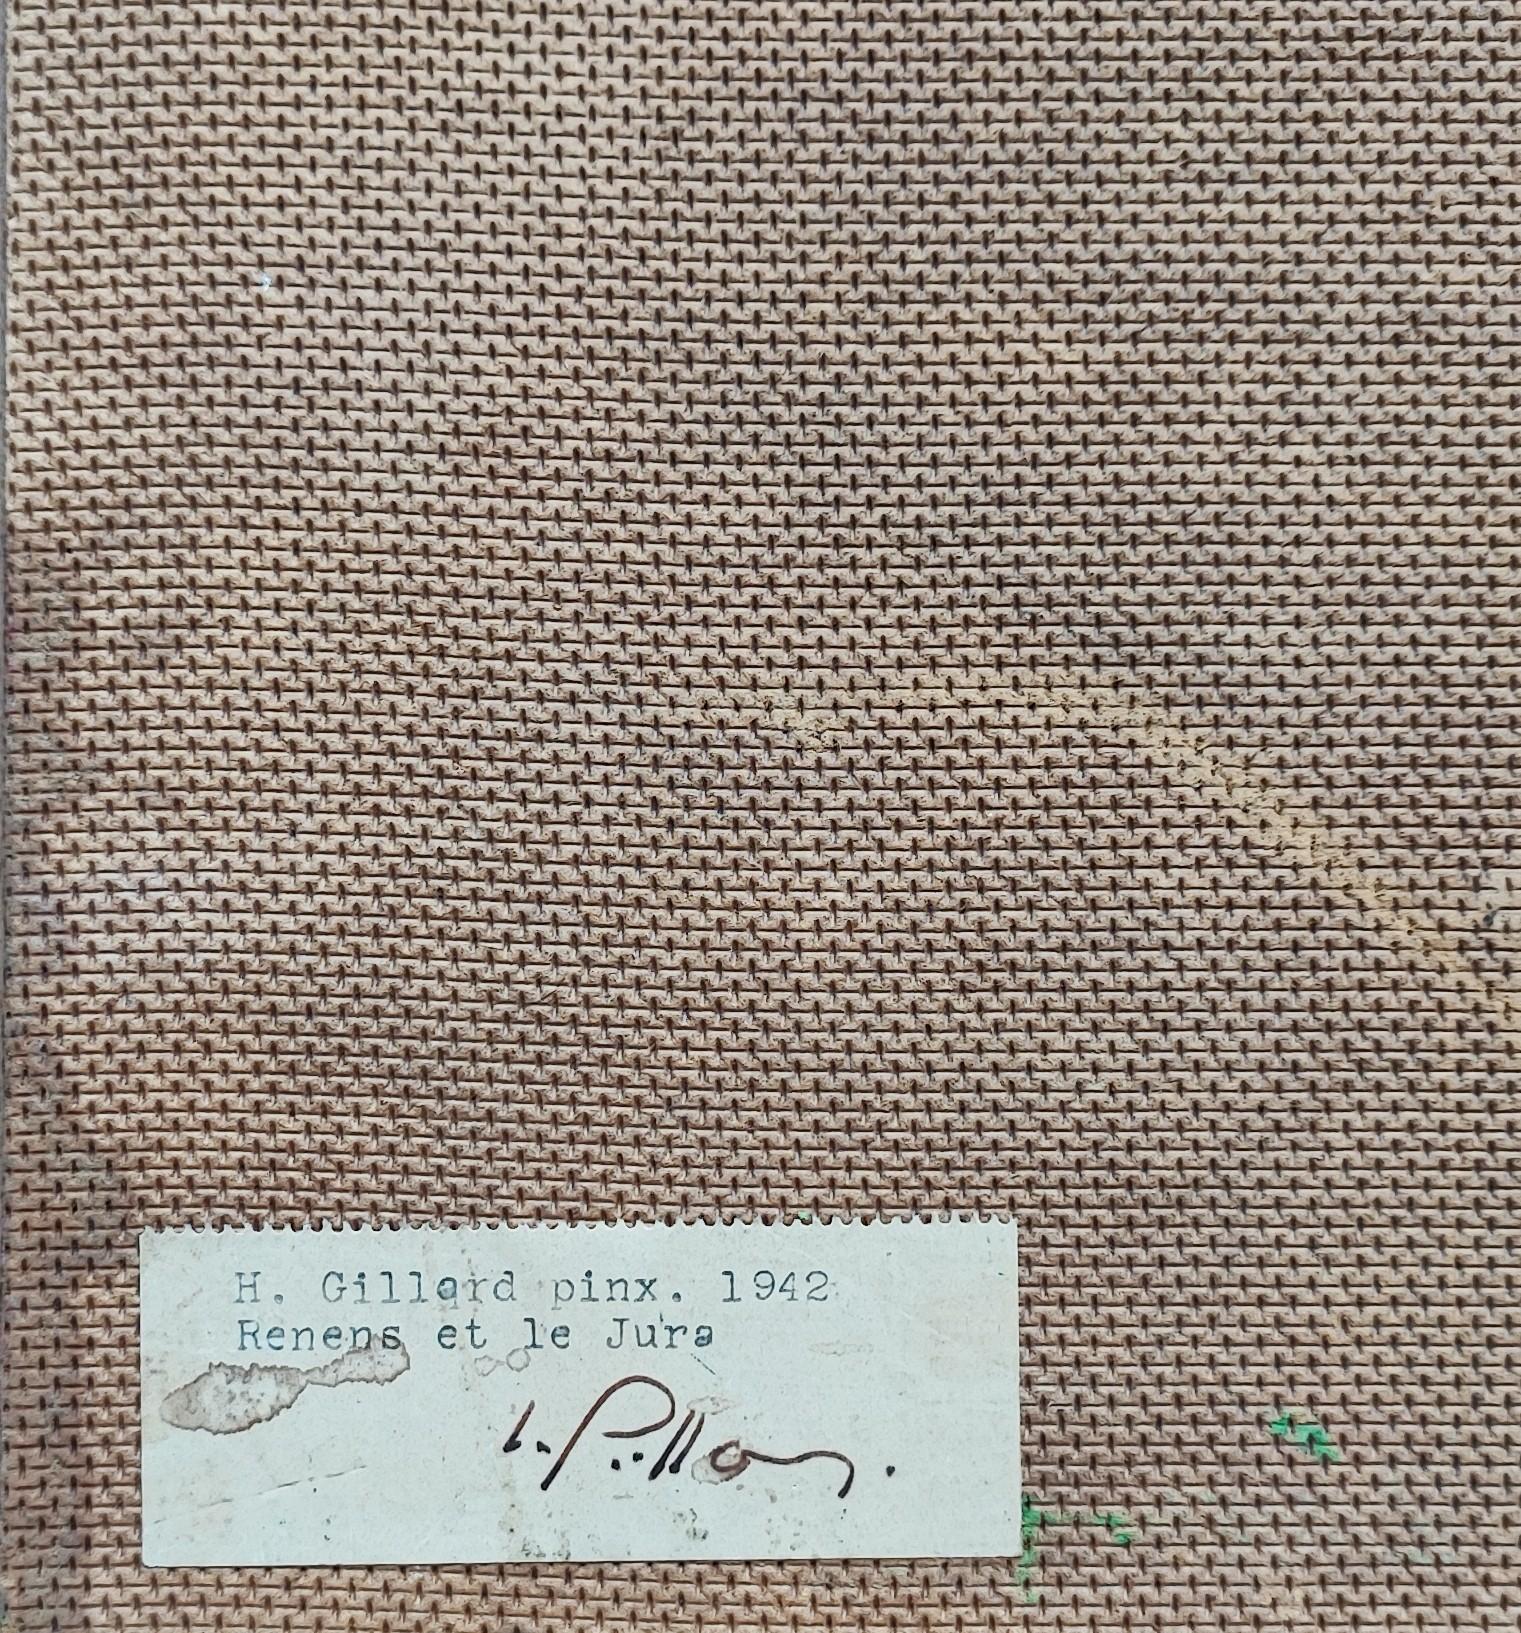 H. Gillard pinx. 1942
Renens et le Jura